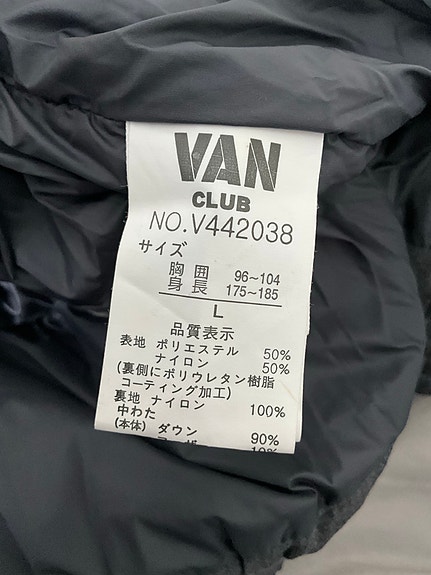 VAN
CLUB
NO.V442038
サイズ
胸囲 96~104
身長 175~185
L
品質表示
表地 ポリエステル 50%
ナイロン 50%
(裏側にポリウレタン樹脂
コーティング加工)
裏地 ナイロン 100%
中わた
(本体) ダウン 90%
10%